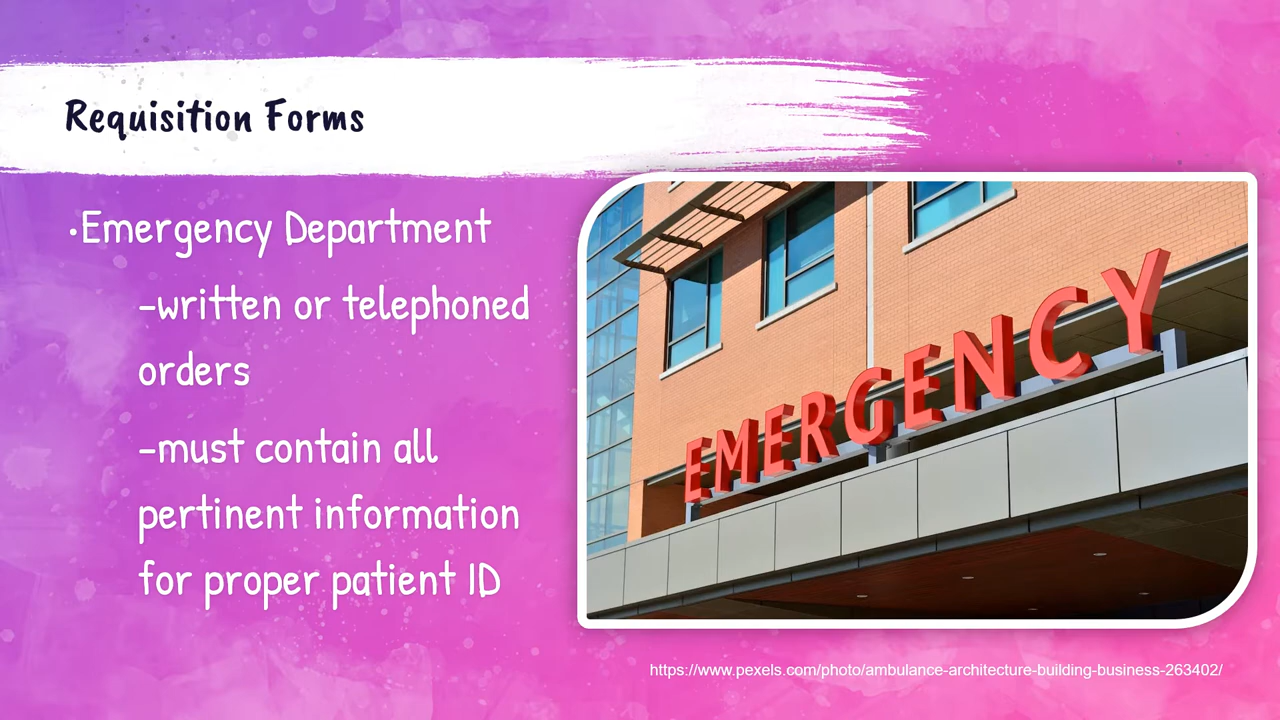 Requisition Forms
•Emergency Department
-written or telephoned
orders
-must contain all
pertinent information
for proper patient ID
EMERGENCY
https://www.pexels.com/photo/ambulance-architecture-building-business-263402/